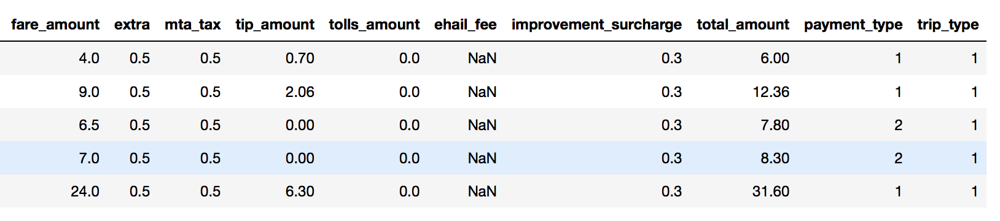 fare_amount extra mta_tax tip_amount tolls_amount ehail_fee improvement_surcharge total_amount payment_type trip_type
4.0 0.5 0.5 0.70 0.0 NaN 0.3 6.00 1 1
9.0 0.5 0.5 2.06 0.0 NaN 0.3 12.36 1 1
6.5 0.5 0.5 0.00 0.0 NaN 0.3 7.80 2 1
7.0 0.5 0.5 0.00 0.0 NaN 0.3 8.30 2 1
24.0 0.5 0.5 6.30 0.0 NaN 0.3 31.60 1 1